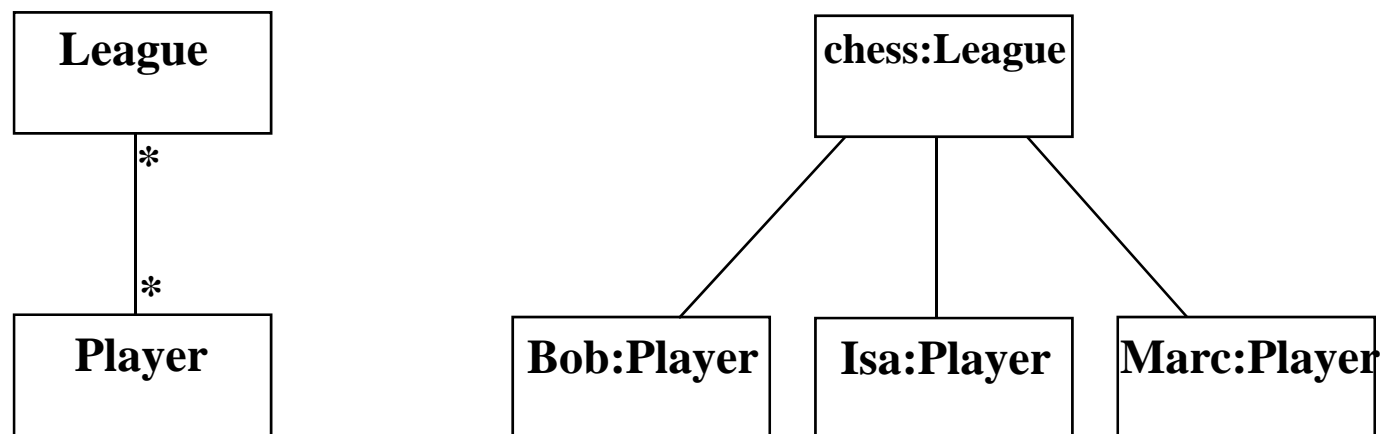 League
chess:League
*
*
Player
Bob:Player
Isa:Player
Marc:Player